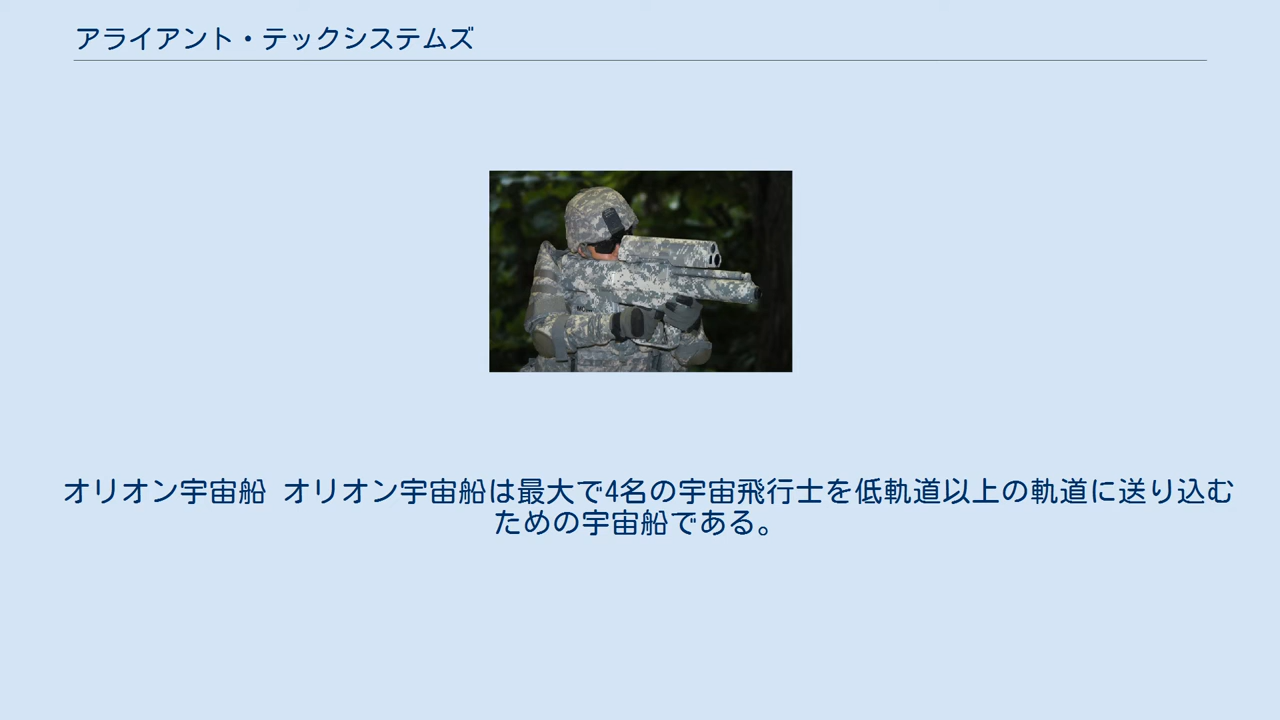 アライアント・テックシステムズ
オリオン宇宙船 オリオン宇宙船は最大で4名の宇宙飛行士を低軌道以上の軌道に送り込む
ための宇宙船である。